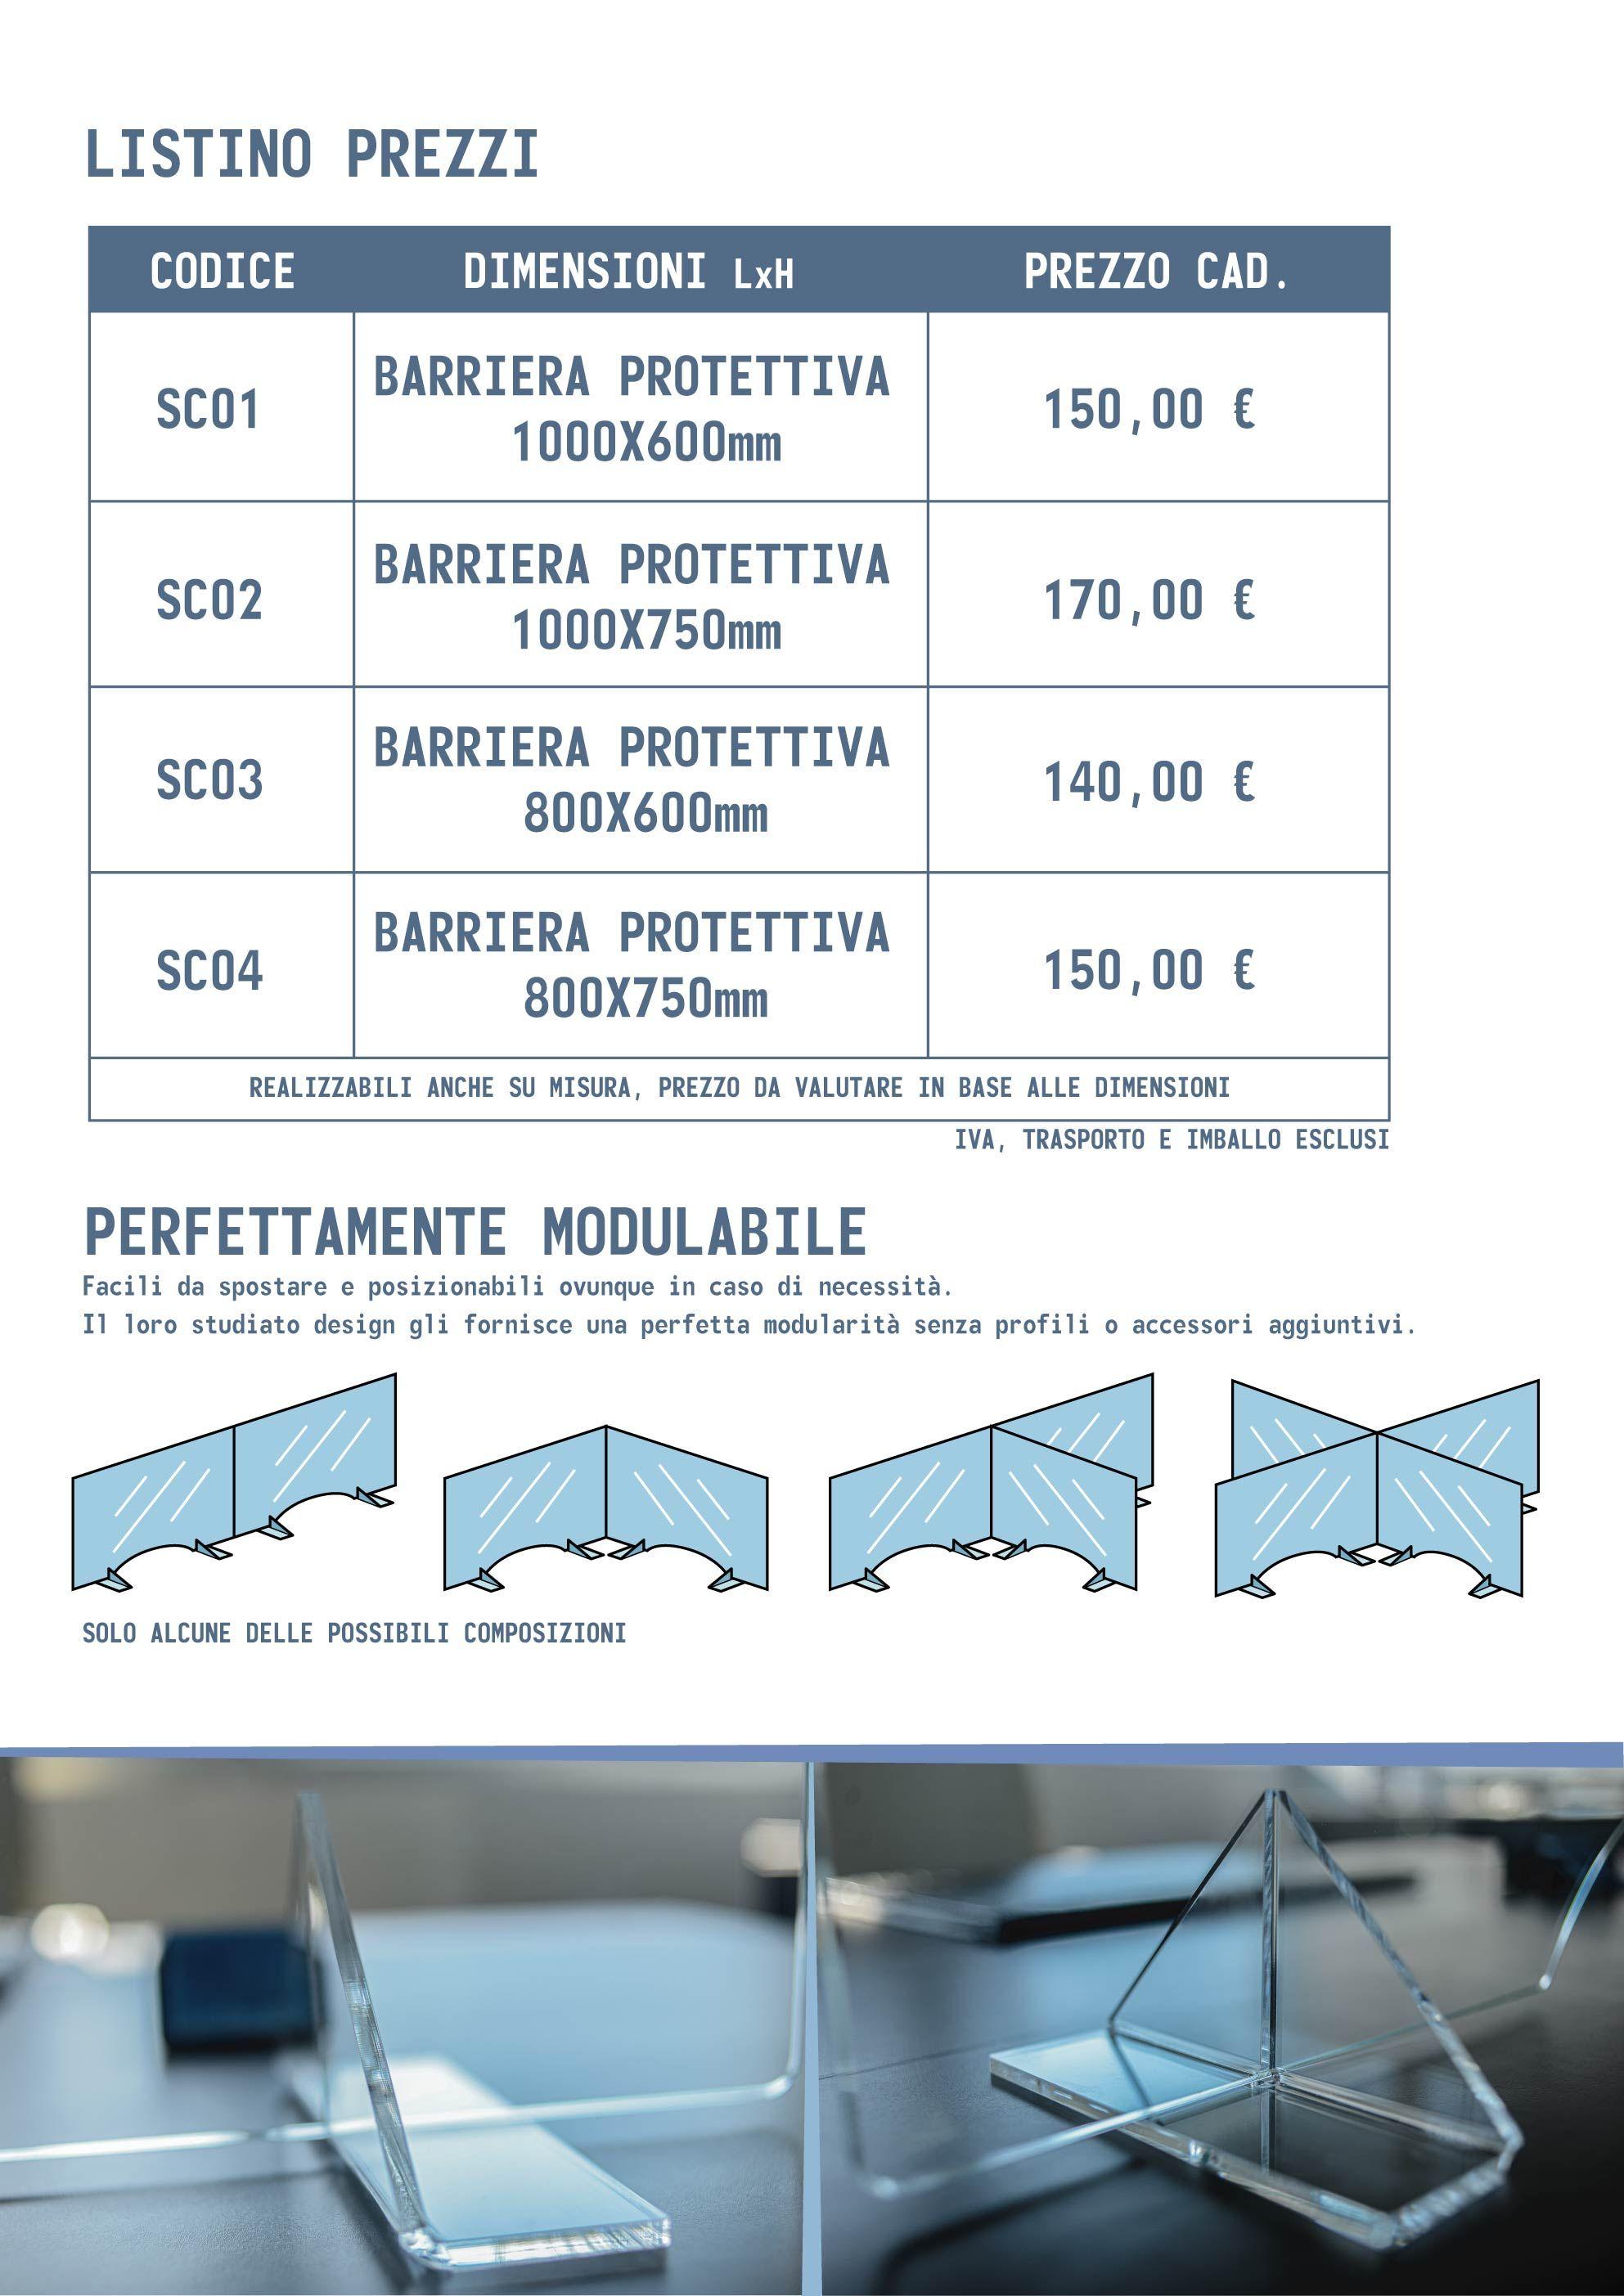 LISTINO PREZZI
CODICE DIMENSIONI LxH PREZZO CAD.
SC01 BARRIERA PROTETTIVA 1000X600mm 150,00 €
SC02 BARRIERA PROTETTIVA 1000X750mm 170,00 €
SC03 BARRIERA PROTETTIVA 800X600mm 140,00 €
SC04 BARRIERA PROTETTIVA 800X750mm 150,00 €
REALIZZABILI ANCHE SU MISURA, PREZZO DA VALUTARE IN BASE ALLE DIMENSIONI
IVA, TRASPORTO E IMBALLO ESCLUSI
PERFETTAMENTE MODULABILE
Facili da spostare e posizionabili ovunque in caso di necessità.
Il loro studiato design gli fornisce una perfetta modularità senza profili o accessori aggiuntivi.
SOLO ALCUNE DELLE POSSIBILI COMPOSIZIONI